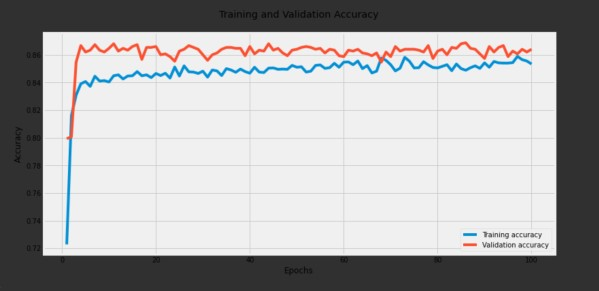 Training and Validation Accuracy
Accuracy
0.86
0.84
0.82
0.80
0.78
0.76
0.74
0.72
0
20
40
60
80
100
Epochs
Training accuracy
Validation accuracy